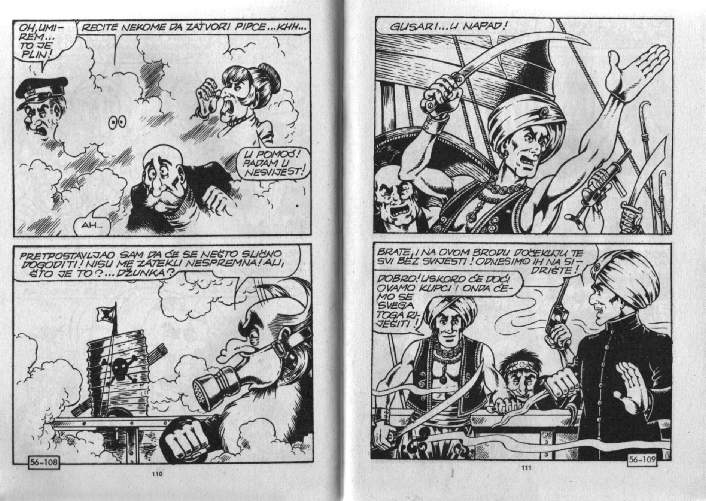 OH, UMI-
REM...
TO JE
PLIN!
RECITE NEKOME DA ZATVORI PIPCE...KHH...
U POMOĆ!
PADAM U
NESVIJEST!
AH...
PRETPOSTAVLJAO SAM DA ĆE SE NEŠTO SLIČNO
DOGODITI! NISU ME ZATEKLI NESPREMNA! ALI,
ŠTO JE TO?...DŽUNKA?
56-108
110
GUSARI...U NAPAD!
BRATE, I NA OVOM BRODU DOČEKUJU TE
SVI BEZ SVIJESTI! ODNESIMO IH NA SI-
DRIŠTE!
DOBRO! USKORO ĆE DOĆI
OVAMO KUPCI I ONDA ĆE-
MO SE
SVEGA
TOGA RI-
JEŠITI!
56-109
111